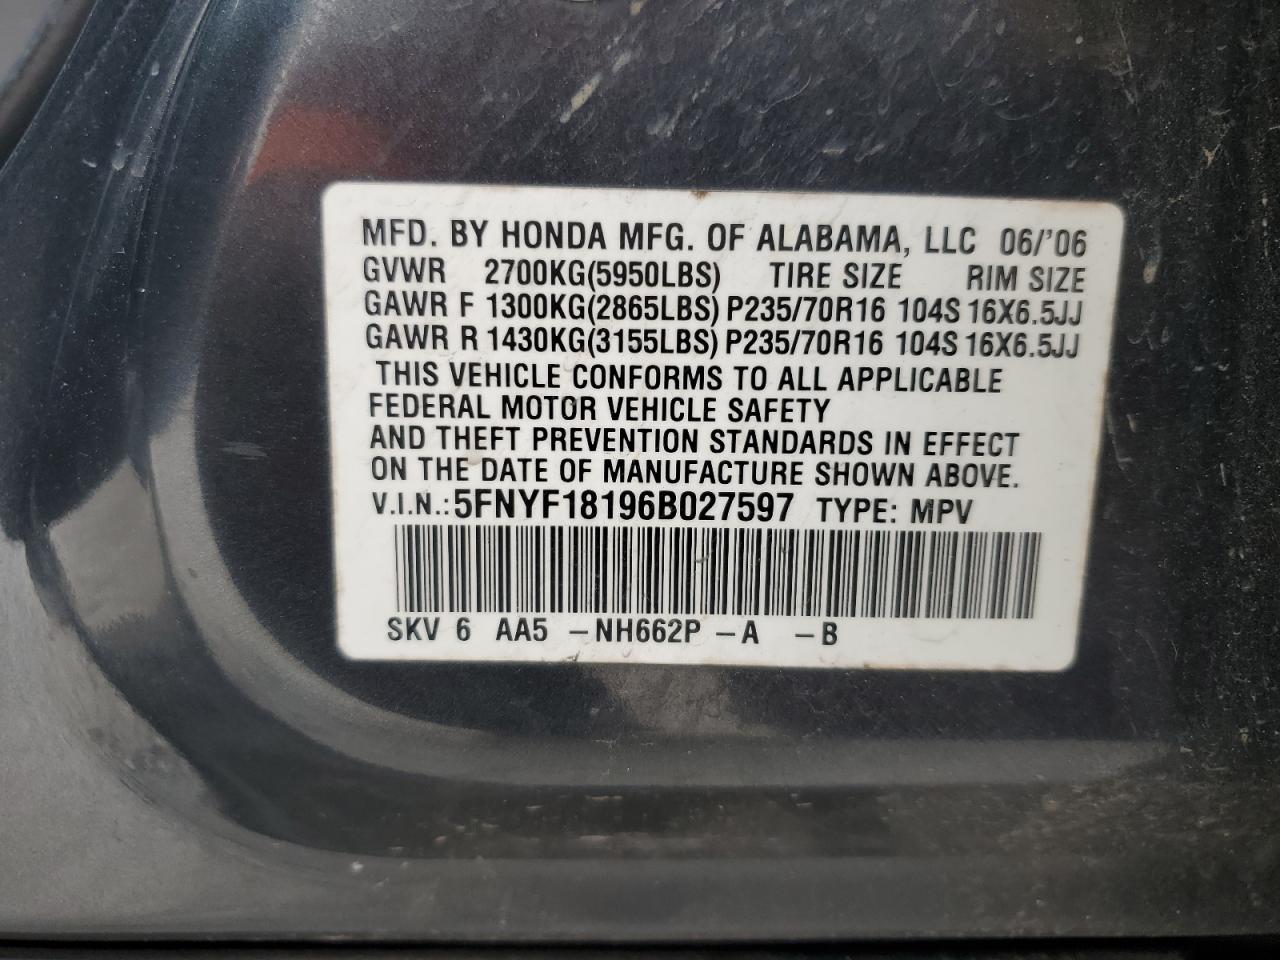 MFD. BY HONDA MFG. OF ALABAMA, LLC 06/'06
GVWR 2700KG(5950LBS) TIRE SIZE RIM SIZE
GAWR F 1300KG(2865LBS) P235/70R16 104S 16X6.5JJ
GAWR R 1430KG(3155LBS) P235/70R16 104S 16X6.5JJ
THIS VEHICLE CONFORMS TO ALL APPLICABLE
FEDERAL MOTOR VEHICLE SAFETY
AND THEFT PREVENTION STANDARDS IN EFFECT
ON THE DATE OF MANUFACTURE SHOWN ABOVE.
V.I.N.: 5FNYF18196B027597 TYPE: MPV
SKV 6 AA5 -NH662P -A -B